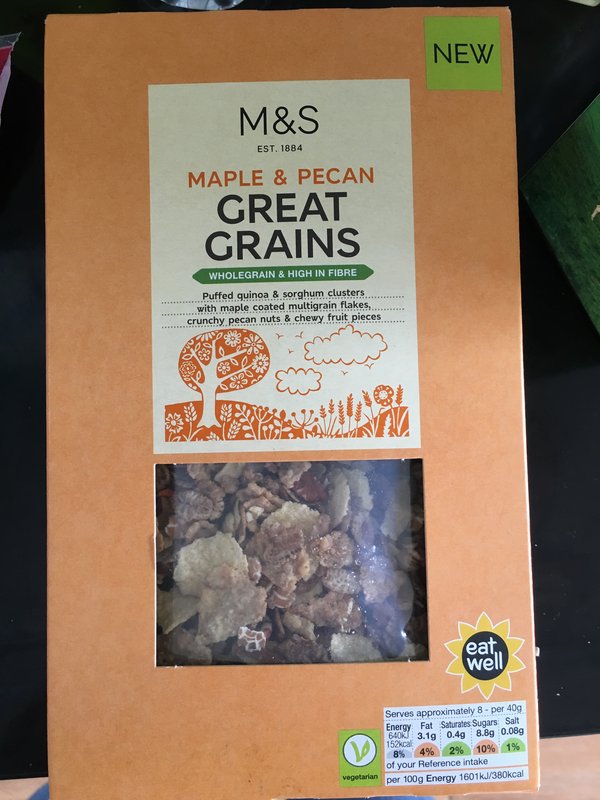 NEW
M&S
EST. 1884
MAPLE & PECAN
GREAT
GRAINS
WHOLEGRAIN & HIGH IN FIBRE
Puffed quinoa & sorghum clusters
with maple coated multigrain flakes,
crunchy pecan nuts & chewy fruit pieces
eat
well
Serves approximately 8 - per 40g
Energy Fat Saturates Sugars Salt
640kJ 3.1g 0.4g 8.8g 0.08g
152kcal
8% 4% 2% 10% 1%
of your Reference intake
per 100g Energy 1601kJ/380kcal
V
vegetarian